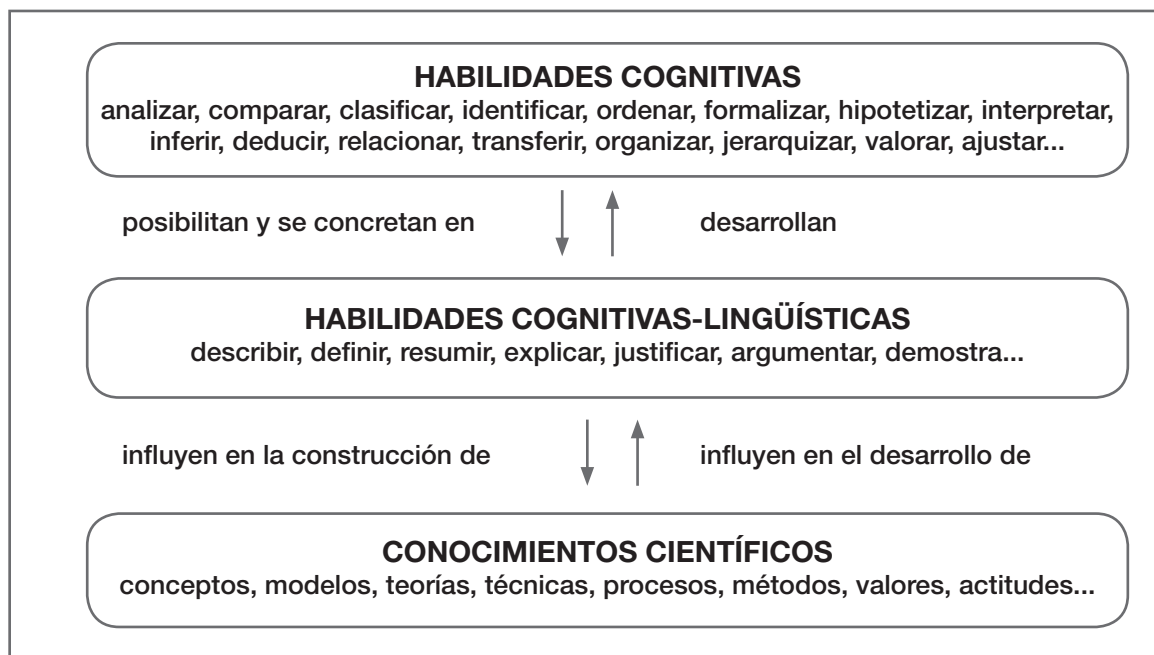 HABILIDADES COGNITIVAS
analizar, comparar, clasificar, identificar, ordenar, formalizar, hipotetizar, interpretar,
inferir, deducir, relacionar, transferir, organizar, jerarquizar, valorar, ajustar...
posibilitan y se concretan en
desarrollan
HABILIDADES COGNITIVAS-LINGÜÍSTICAS
describir, definir, resumir, explicar, justificar, argumentar, demostra...
influyen en la construcción de
influyen en el desarrollo de
CONOCIMIENTOS CIENTÍFICOS
conceptos, modelos, teorías, técnicas, procesos, métodos, valores, actitudes...